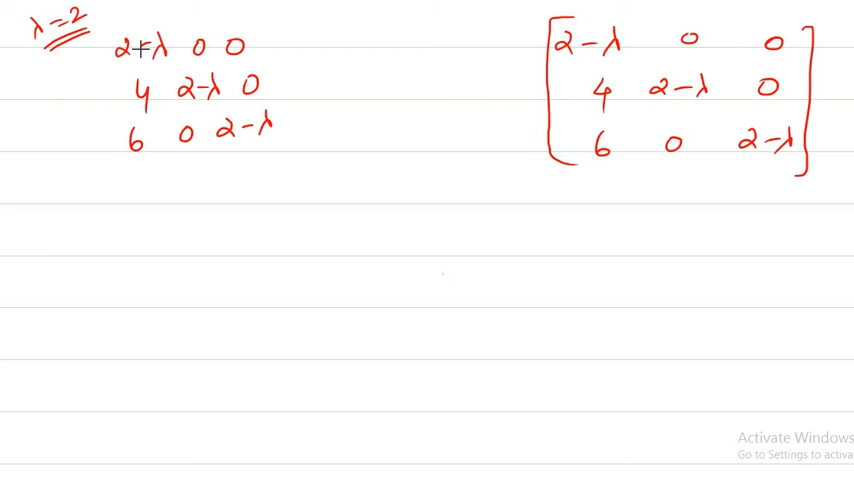 λ=2
2-λ 0 0
4 2-λ 0
6 0 2-λ
2-λ 0 0
4 2-λ 0
6 0 2-λ
Activate Windows
Go to Settings to activa